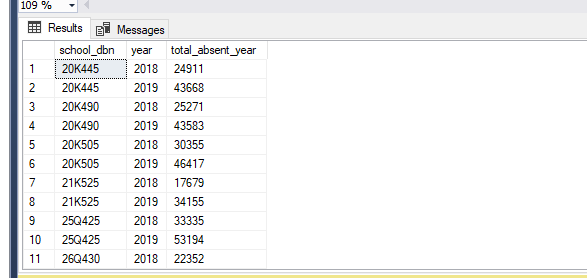 109 %
Results Messages
school_dbn year total_absent_year
1 20K445 2018 24911
2 20K445 2019 43668
3 20K490 2018 25271
4 20K490 2019 43583
5 20K505 2018 30355
6 20K505 2019 46417
7 21K525 2018 17679
8 21K525 2019 34155
9 25Q425 2018 33335
10 25Q425 2019 53194
11 26Q430 2018 22352